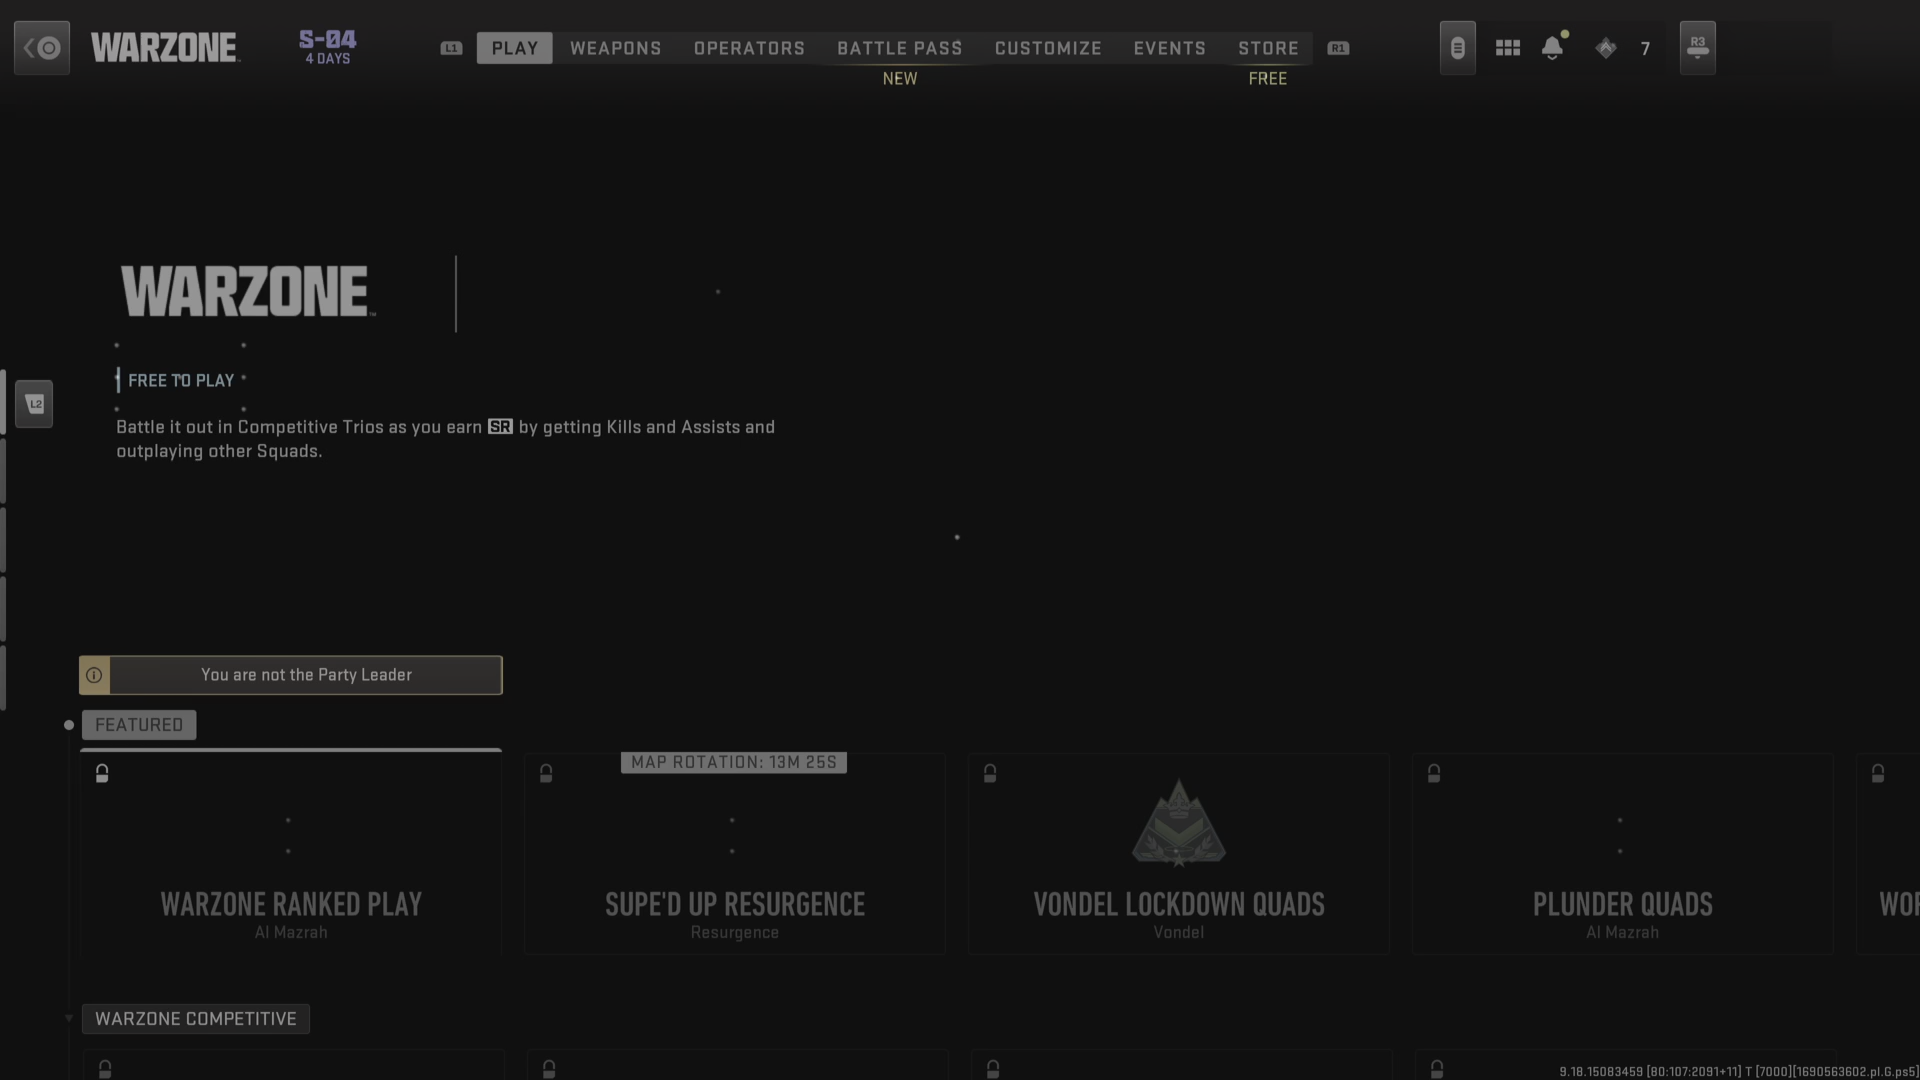 WARZONE
S-04
4 DAYS
L1
PLAY
WEAPONS
OPERATORS
BATTLE PASS
CUSTOMIZE
EVENTS
STORE
R1
7
R3
NEW
FREE
WARZONE
FREE TO PLAY
L2
Battle it out in Competitive Trios as you earn SR by getting Kills and Assists and
outplaying other Squads.
You are not the Party Leader
FEATURED
MAP ROTATION: 13M 25S
WARZONE RANKED PLAY
Al Mazrah
SUPE'D UP RESURGENCE
Resurgence
VONDEL LOCKDOWN QUADS
Vondel
PLUNDER QUADS
Al Mazrah
WARZONE COMPETITIVE
9.18.15083459 [80:107:2091+11] T [7000][1690563602.pl.G.ps5]